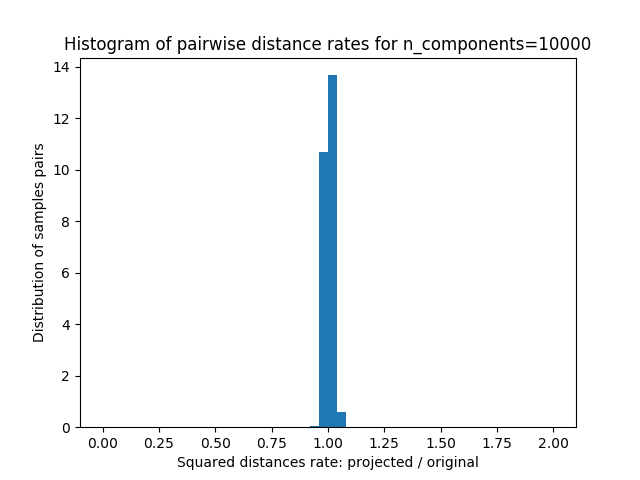 Histogram of pairwise distance rates for n_components=10000
Distribution of samples pairs
14
12
10
8
6
4
2
0
0.00 0.25 0.50 0.75 1.00 1.25 1.50 1.75 2.00
Squared distances rate: projected / original